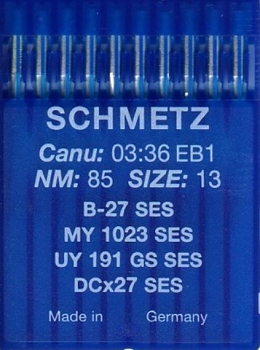 SCHMETZ
Canu: 03:36 EB1
NM: 85 SIZE: 13
B-27 SES
MY 1023 SES
UY 191 GS SES
DCx27 SES
Made in Germany